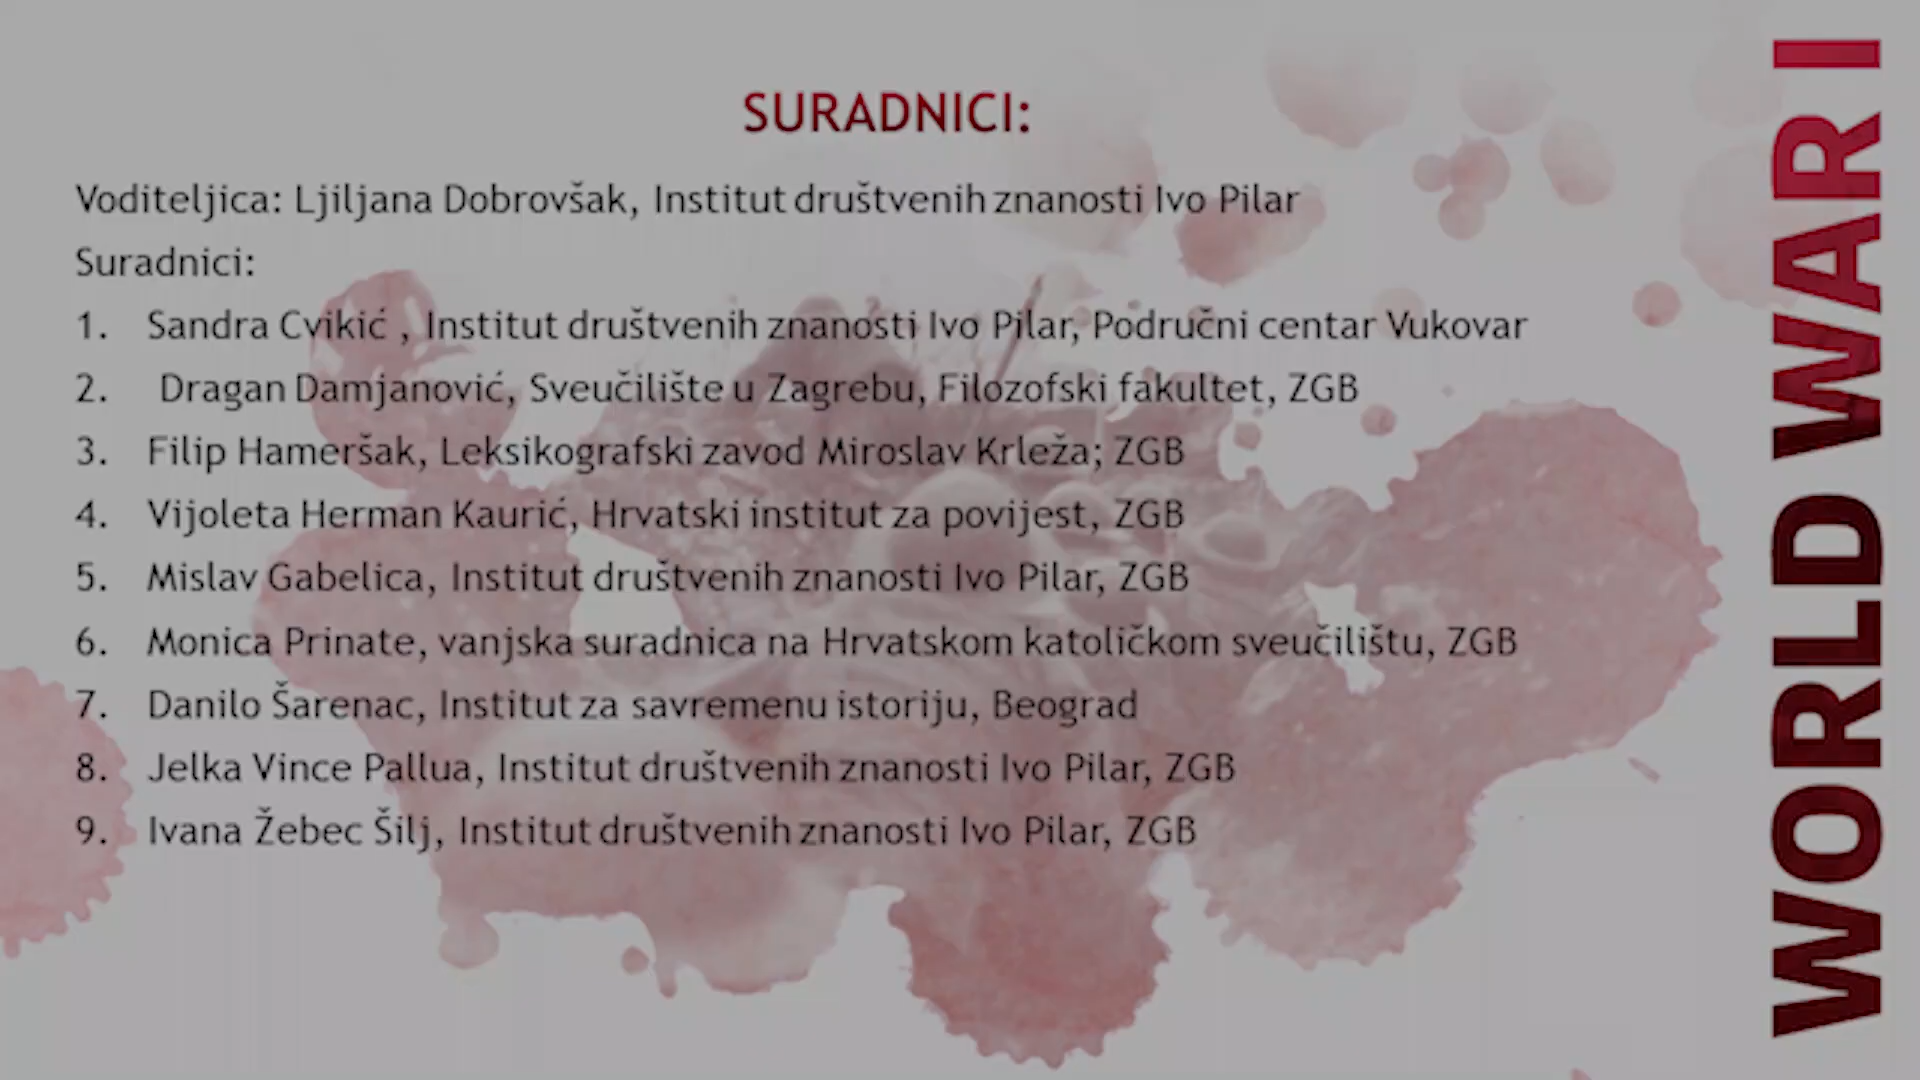 SURADNICI:
Voditeljica: Ljiljana Dobrovšak, Institut društvenih znanosti Ivo Pilar
Suradnici:
1. Sandra Cvikić , Institut društvenih znanosti Ivo Pilar, Područni centar Vukovar
2. Dragan Damjanović, Sveučilište u Zagrebu, Filozofski fakultet, ZGB
3. Filip Hameršak, Leksikografski zavod Miroslav Krleža; ZGB
4. Vijoleta Herman Kaurić, Hrvatski institut za povijest, ZGB
5. Mislav Gabelica, Institut društvenih znanosti Ivo Pilar, ZGB
6. Monica Prinate, vanjska suradnica na Hrvatskom katoličkom sveučilištu, ZGB
7. Danilo Šarenac, Institut za savremenu istoriju, Beograd
8. Jelka Vince Pallua, Institut društvenih znanosti Ivo Pilar, ZGB
9. Ivana Žebec Šilj, Institut društvenih znanosti Ivo Pilar, ZGB
WORLD WAR I